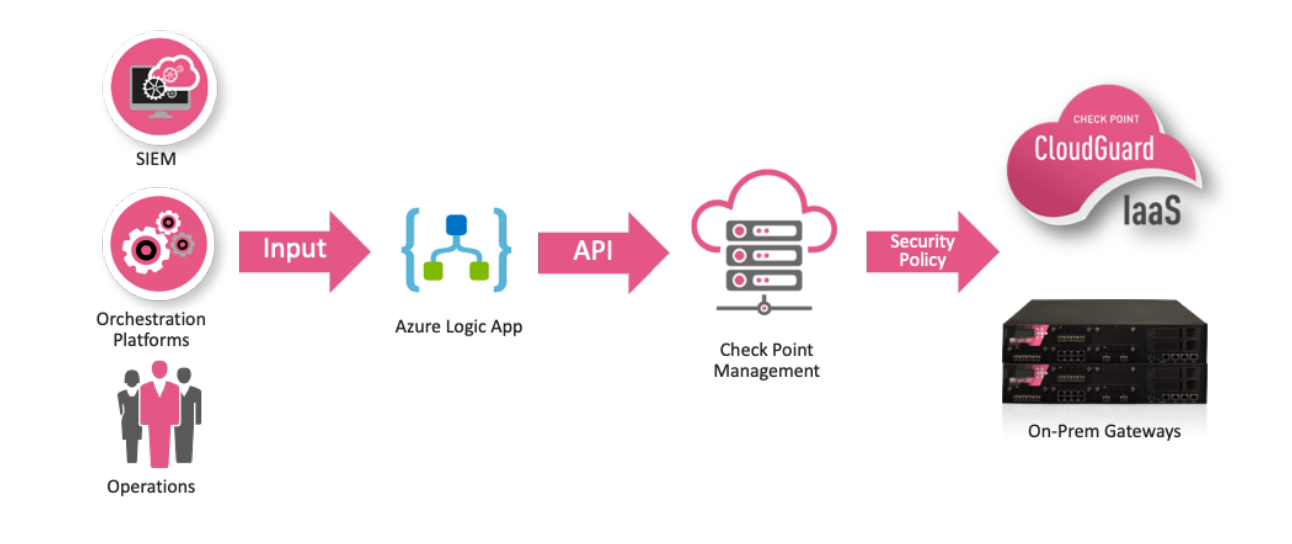 SIEM
Orchestration
Platforms
Operations
Input
Azure Logic App
API
Check Point
Management
Security
Policy
CHECK POINT
CloudGuard
IaaS
On-Prem Gateways